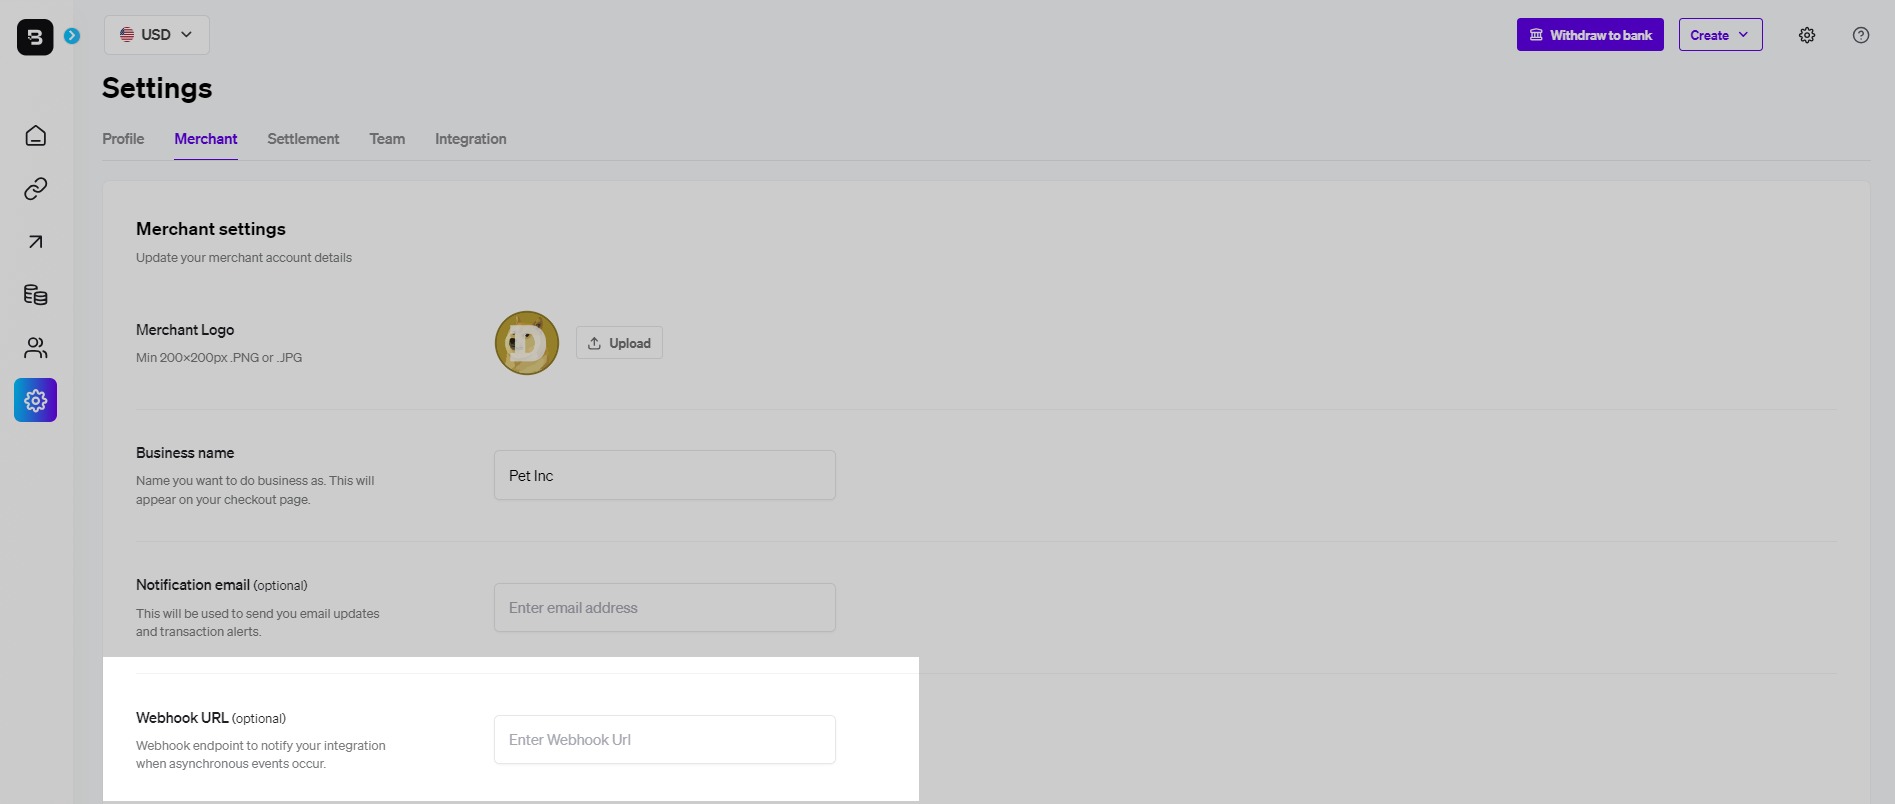 USD
Withdraw to bank
Create
Settings
Profile
Merchant
Settlement
Team
Integration
Merchant settings
Update your merchant account details
Merchant Logo
Min 200×200px .PNG or .JPG
D
Upload
Business name
Name you want to do business as. This will
appear on your checkout page.
Pet Inc
Notification email (optional)
This will be used to send you email updates
and transaction alerts.
Enter email address
Webhook URL (optional)
Webhook endpoint to notify your integration
when asynchronous events occur.
Enter Webhook Url